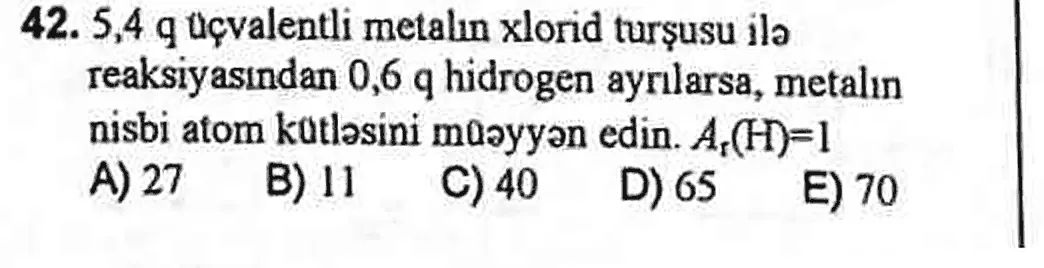 42. 5,4 q üçvalentli metalın xlorid turşusu ilə
reaksiyasından 0,6 q hidrogen ayrılarsa, metalın
nisbi atom kütləsini müəyyən edin. Aᵣ(H)=1
A) 27 B) 11 C) 40 D) 65 E) 70